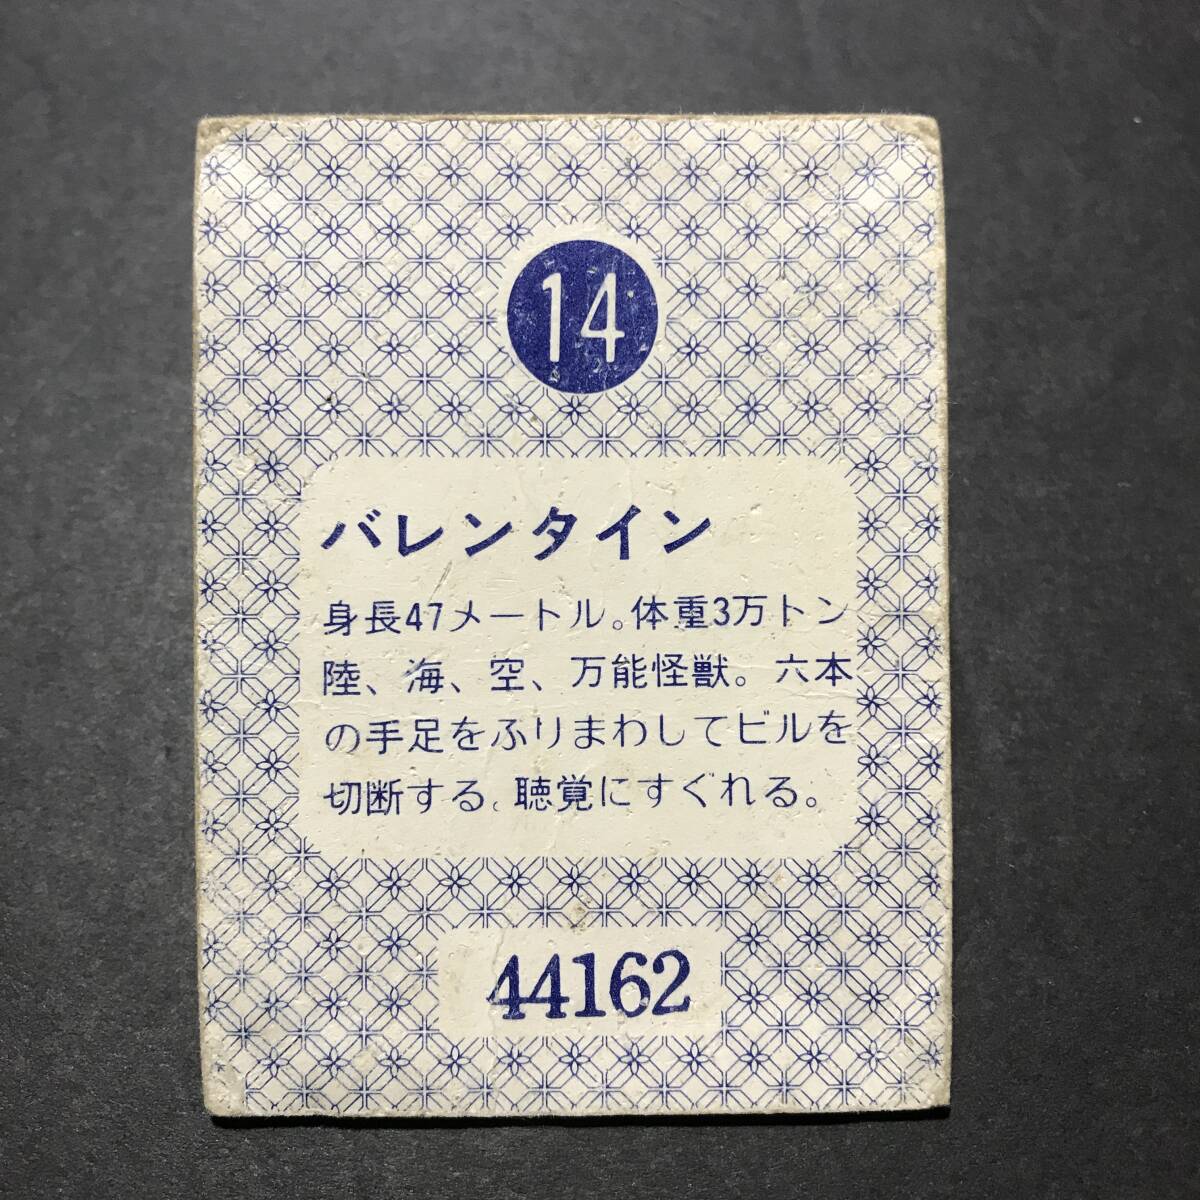 14
バレンタイン
身長47メートル。体重3万トン
陸、海、空、万能怪獣。六本
の手足をふりまわしてビルを
切断する。聴覚にすぐれる。
44162